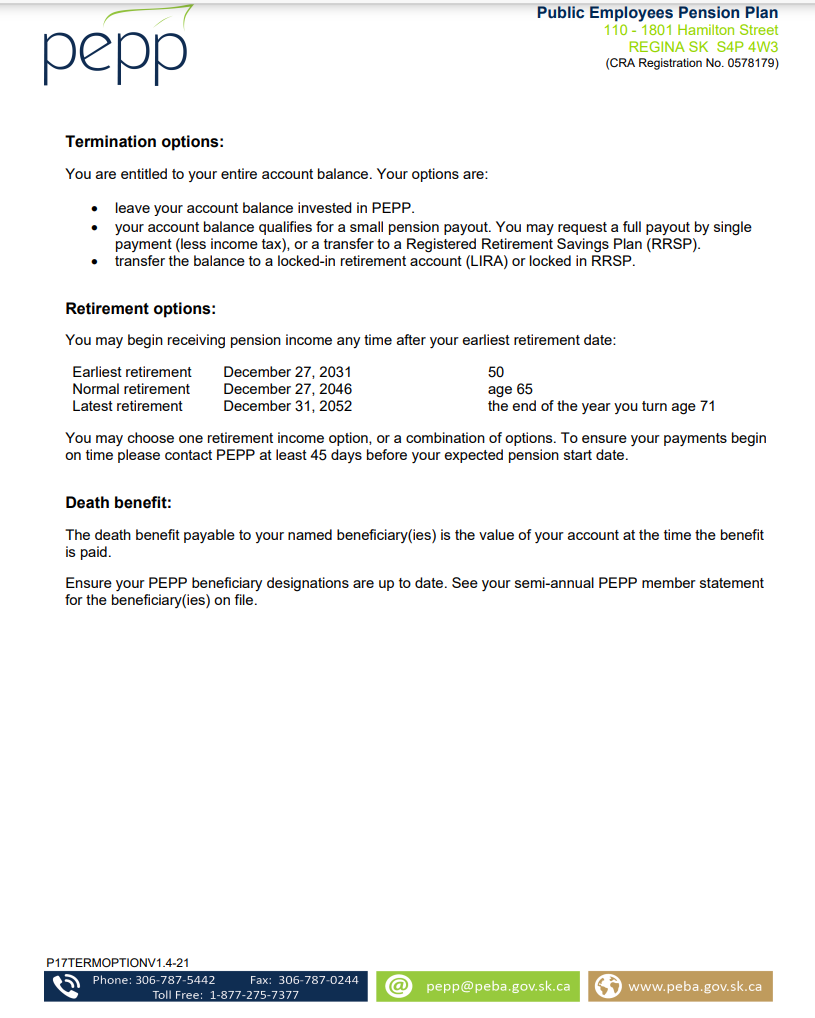 pepp
Public Employees Pension Plan
110 - 1801 Hamilton Street
REGINA SK  S4P 4W3
(CRA Registration No. 0578179)
Termination options:
You are entitled to your entire account balance. Your options are:
• leave your account balance invested in PEPP.
• your account balance qualifies for a small pension payout. You may request a full payout by single
payment (less income tax), or a transfer to a Registered Retirement Savings Plan (RRSP).
• transfer the balance to a locked-in retirement account (LIRA) or locked in RRSP.
Retirement options:
You may begin receiving pension income any time after your earliest retirement date:
Earliest retirement December 27, 2031 50
Normal retirement December 27, 2046 age 65
Latest retirement December 31, 2052 the end of the year you turn age 71
You may choose one retirement income option, or a combination of options. To ensure your payments begin
on time please contact PEPP at least 45 days before your expected pension start date.
Death benefit:
The death benefit payable to your named beneficiary(ies) is the value of your account at the time the benefit
is paid.
Ensure your PEPP beneficiary designations are up to date. See your semi-annual PEPP member statement
for the beneficiary(ies) on file.
P17TERMOPTIONV1.4-21
Phone: 306-787-5442 Fax: 306-787-0244
Toll Free: 1-877-275-7377
@ pepp@peba.gov.sk.ca
www.peba.gov.sk.ca